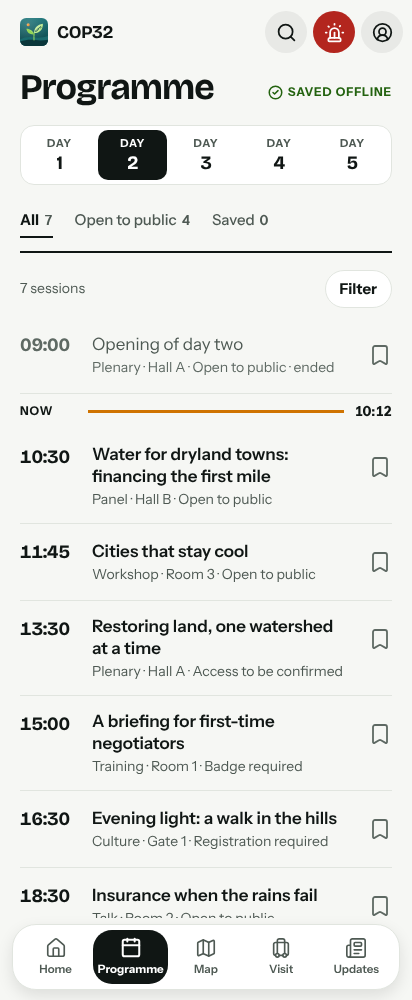 COP32
Programme
SAVED OFFLINE
DAY DAY DAY DAY DAY
1 2 3 4 5
All 7 Open to public 4 Saved 0
7 sessions
Filter
09:00 Opening of day two
Plenary · Hall A · Open to public · ended
NOW 10:12
10:30 Water for dryland towns:
financing the first mile
Panel · Hall B · Open to public
11:45 Cities that stay cool
Workshop · Room 3 · Open to public
13:30 Restoring land, one watershed
at a time
Plenary · Hall A · Access to be confirmed
15:00 A briefing for first-time
negotiators
Training · Room 1 · Badge required
16:30 Evening light: a walk in the hills
Culture · Gate 1 · Registration required
18:30 Insurance when the rains fail
Talk · Room 2 · Open to public
Home Programme Map Visit Updates